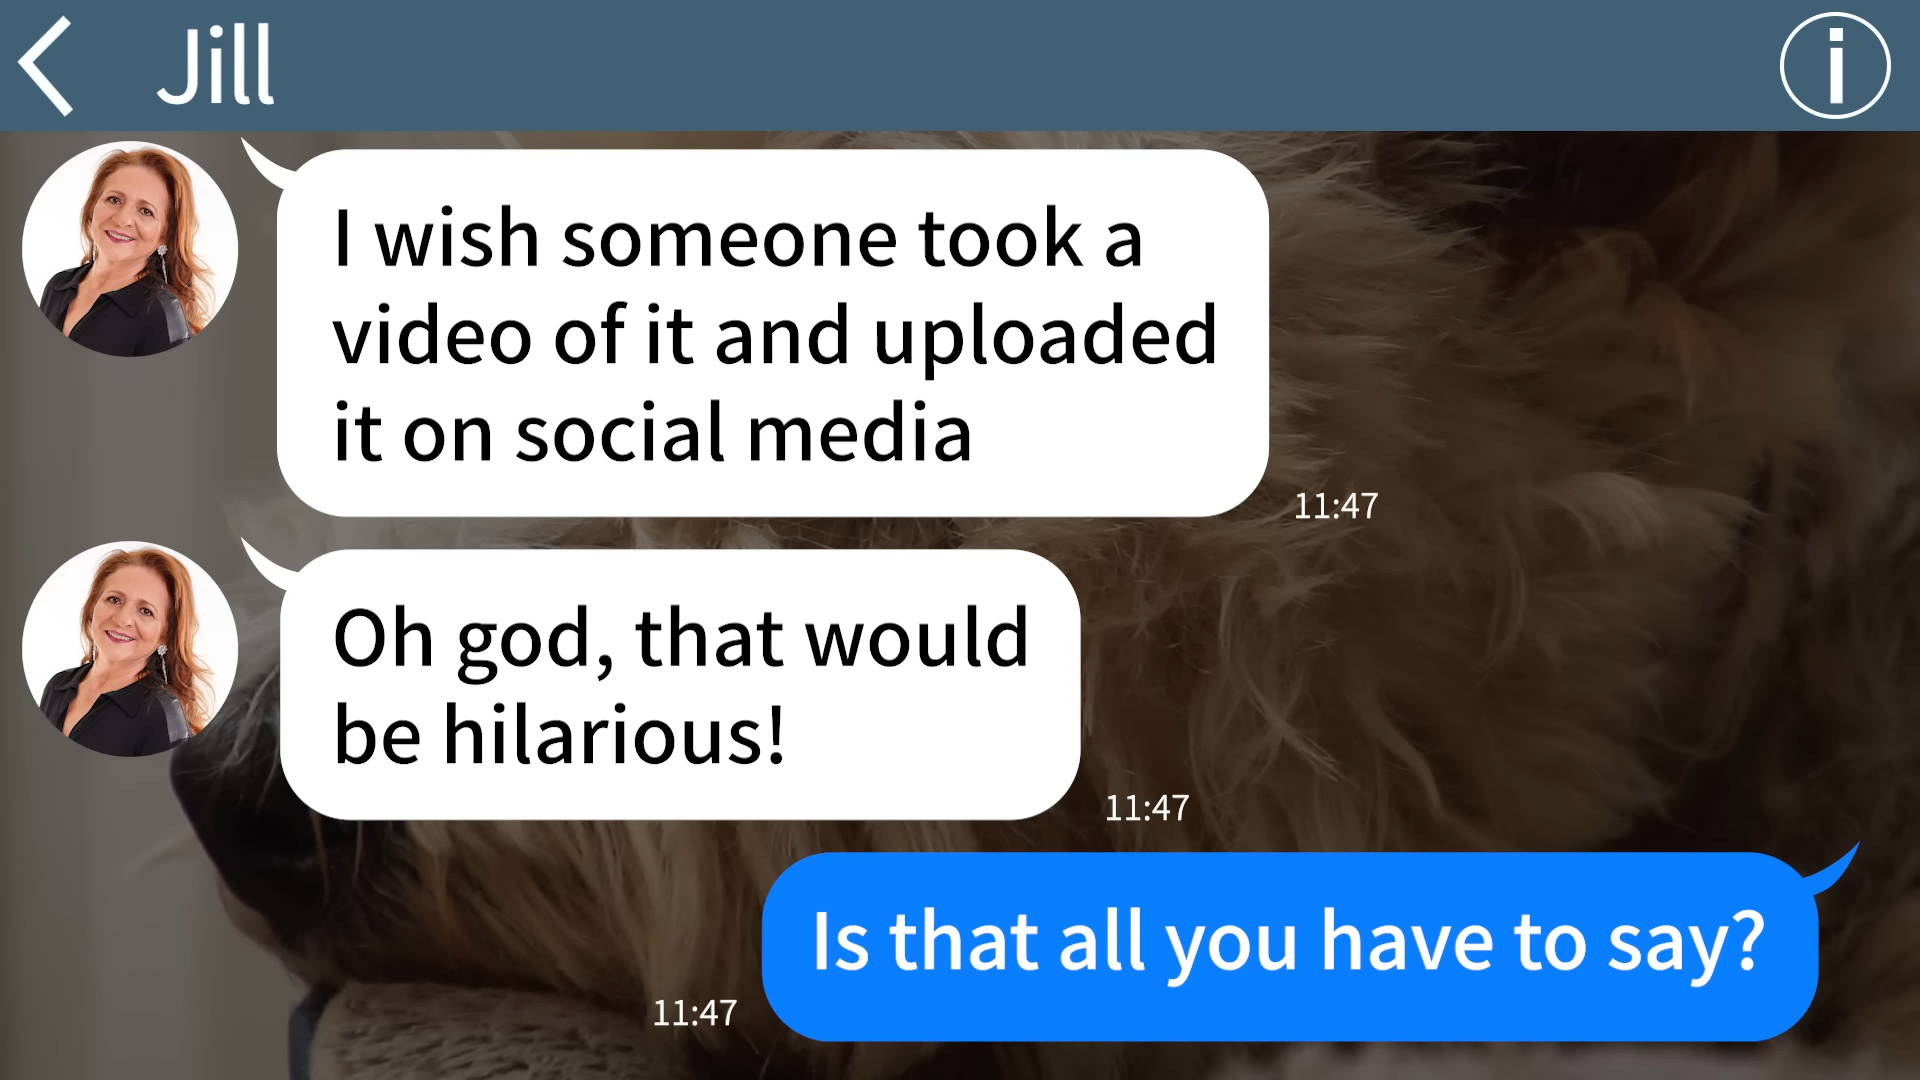 Jill
I wish someone took a
video of it and uploaded
it on social media
11:47
Oh god, that would
be hilarious!
11:47
Is that all you have to say?
11:47